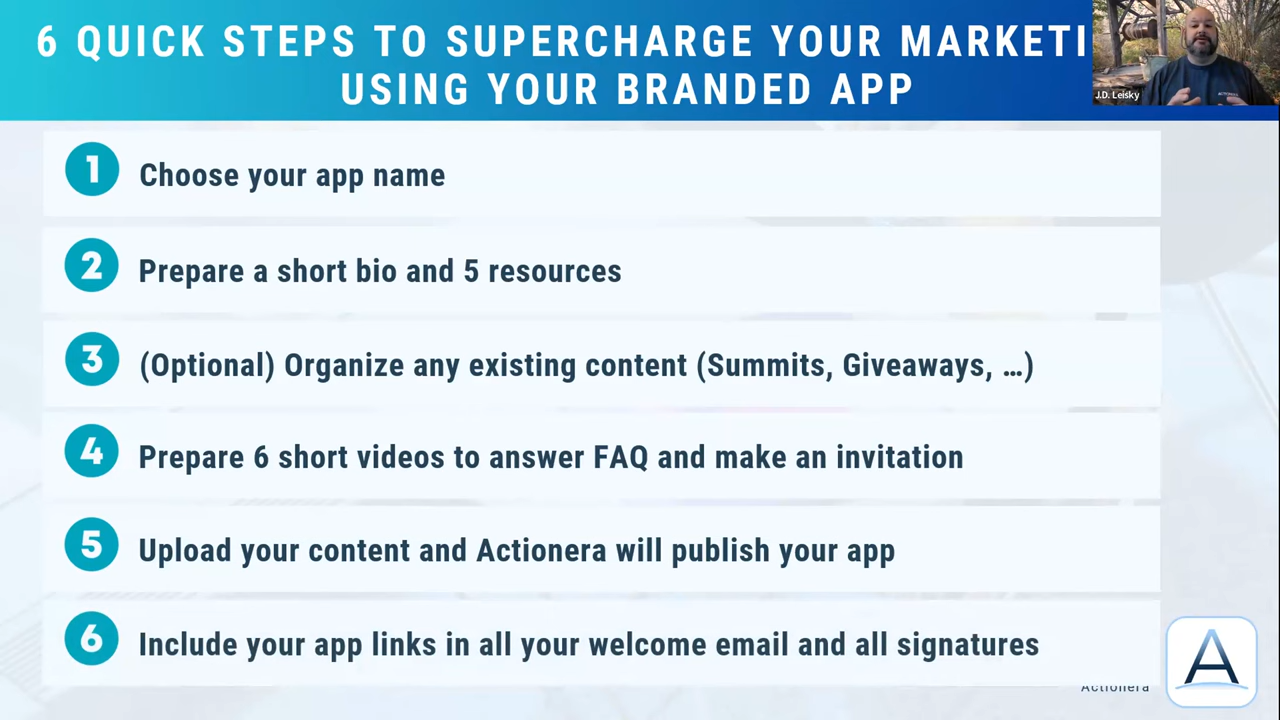 6 QUICK STEPS TO SUPERCHARGE YOUR MARKETI
USING YOUR BRANDED APP
J.D. Leisky
1 Choose your app name
2 Prepare a short bio and 5 resources
3 (Optional) Organize any existing content (Summits, Giveaways, …)
4 Prepare 6 short videos to answer FAQ and make an invitation
5 Upload your content and Actionera will publish your app
6 Include your app links in all your welcome email and all signatures
Actionera
A